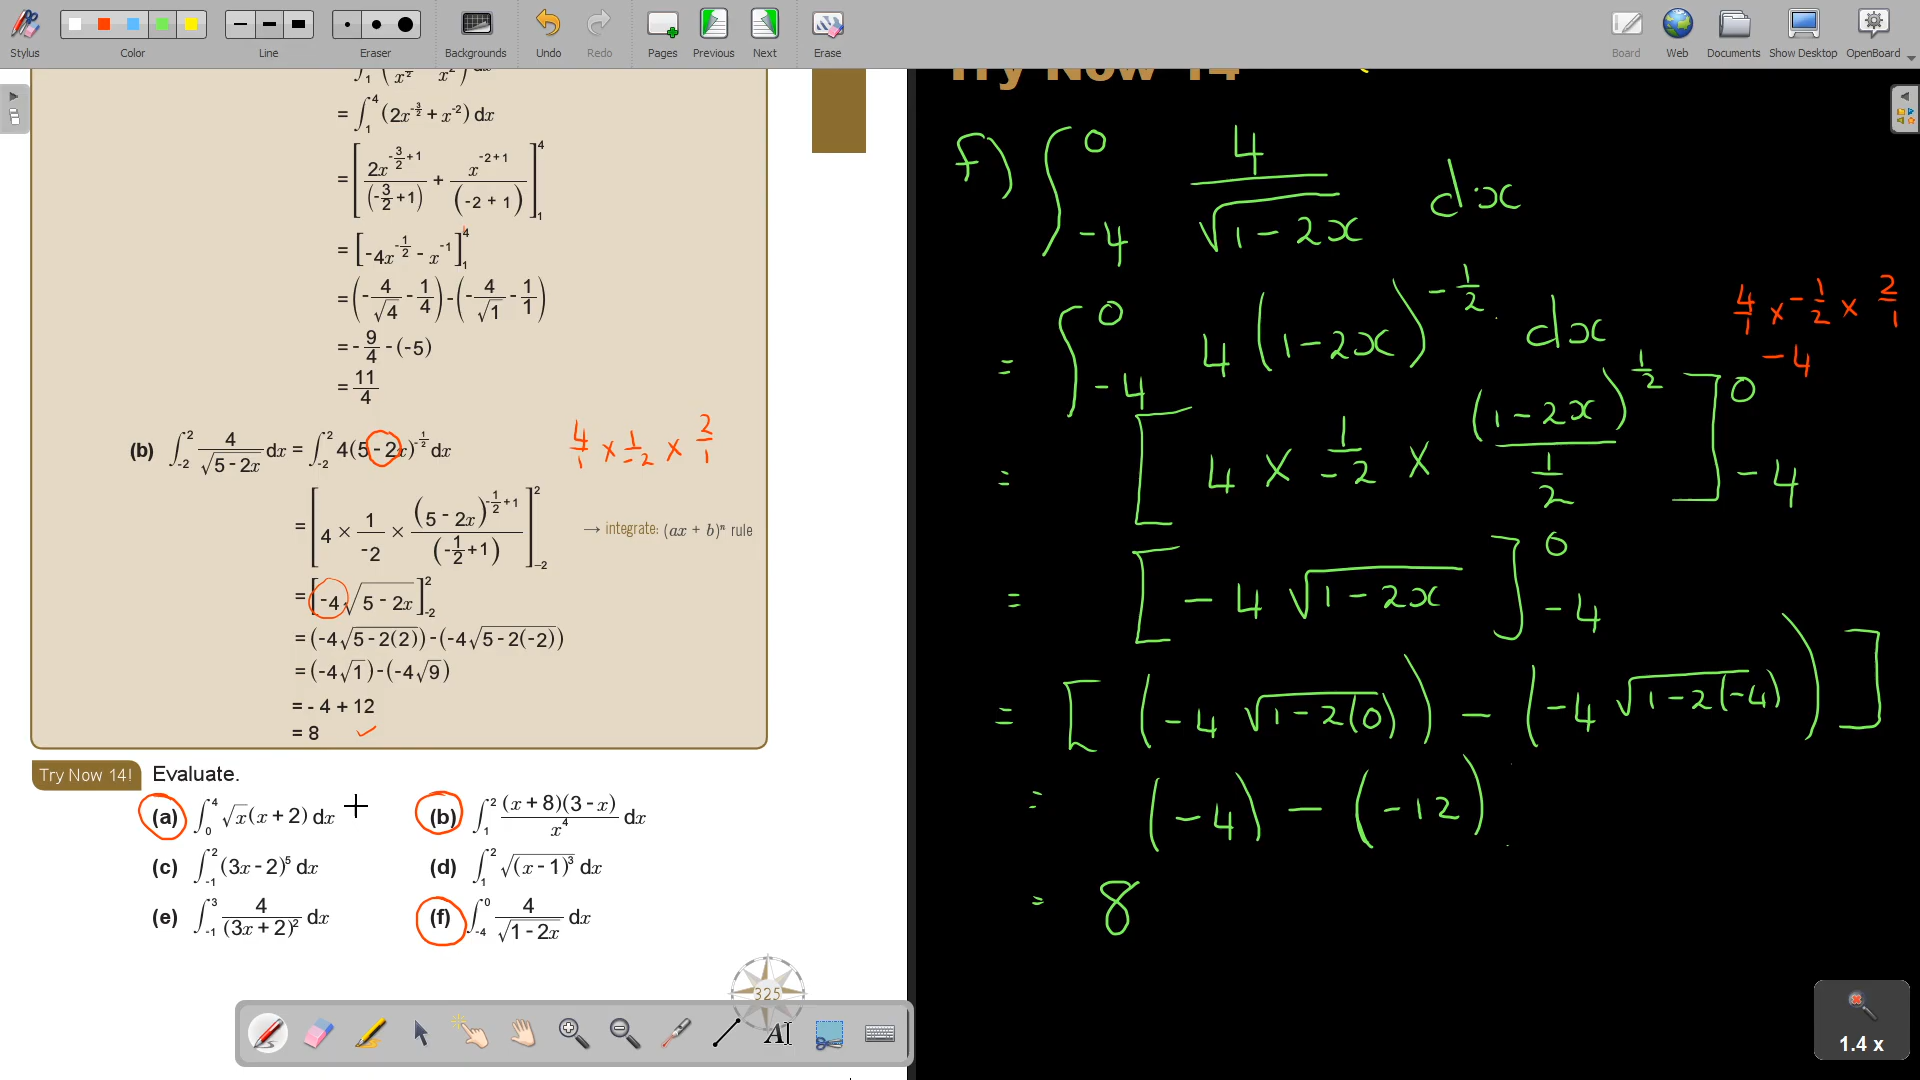 Stylus Color Line Eraser Backgrounds Undo Redo Pages Previous Next Erase Board Web Documents Show Desktop OpenBoard
= ∫₁⁴ (2x^(-3/2) + x^-2) dx
= [2x^(-3/2+1)/(-3/2+1) + x^(-2+1)/(-2 + 1)]₁⁴
= [-4x^(-1/2) - x^-1]₁⁴
= (-4/√4 - 1/4) - (-4/√1 - 1/1)
= -9/4 - (-5)
= 11/4
(b) ∫₋₂² 4/√(5 - 2x) dx = ∫₋₂² 4(5 - 2x)^(-1/2) dx
4/1 × 1/-2 × 2/1
= [4 × 1/-2 × (5 - 2x)^(-1/2+1)/(-1/2+1)]₋₂² → integrate: (ax + b)ⁿ rule
= [-4√(5 - 2x)]₋₂²
= (-4√(5 - 2(2))) - (-4√(5 - 2(-2)))
= (-4√1) - (-4√9)
= - 4 + 12
= 8 ✓
Try Now 14! Evaluate.
(a) ∫₀⁴ √x(x + 2) dx (b) ∫₁² (x + 8)(3 - x)/x⁴ dx
(c) ∫₋₁² (3x - 2)⁵ dx (d) ∫₁² √((x - 1)³) dx
(e) ∫₋₁³ 4/(3x + 2)² dx (f) ∫₋₄⁰ 4/√(1 - 2x) dx
325
Try Now 14
f) ∫₋₄⁰ 4/√(1-2x) dx
= ∫₋₄⁰ 4(1-2x)^(-1/2) dx
4/1 × -1/2 × 2/1
-4
= [4 × 1/-2 × (1-2x)^(1/2)/(1/2)]₋₄⁰
= [-4√(1-2x)]₋₄⁰
= [(-4√(1-2(0))) - (-4√(1-2(-4)))]
= (-4) - (-12)
= 8
1.4 x